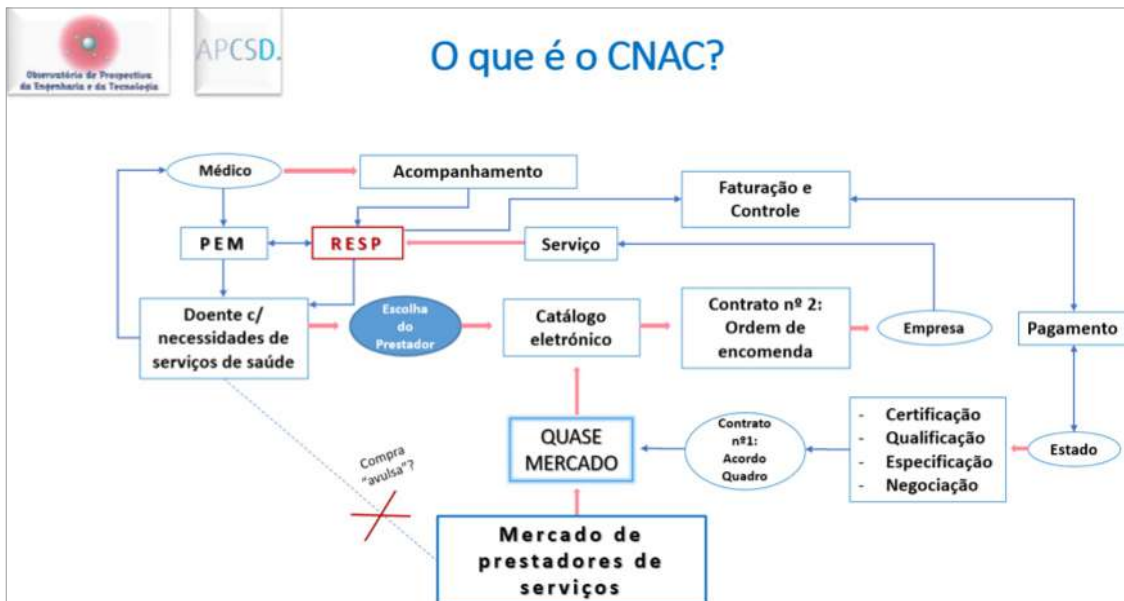 Observatório de Prospectiva
da Engenharia e da Tecnologia
APCSD.
O que é o CNAC?
Médico
Acompanhamento
Faturação e
Controle
PEM
RESP
Serviço
Doente c/
necessidades de
serviços de saúde
Escolha
do
Prestador
Catálogo
eletrónico
Contrato nº 2:
Ordem de
encomenda
Empresa
Pagamento
QUASE
MERCADO
Contrato
nº1:
Acordo
Quadro
- Certificação
- Qualificação
- Especificação
- Negociação
Estado
Compra
"avulsa"?
Mercado de
prestadores de
serviços